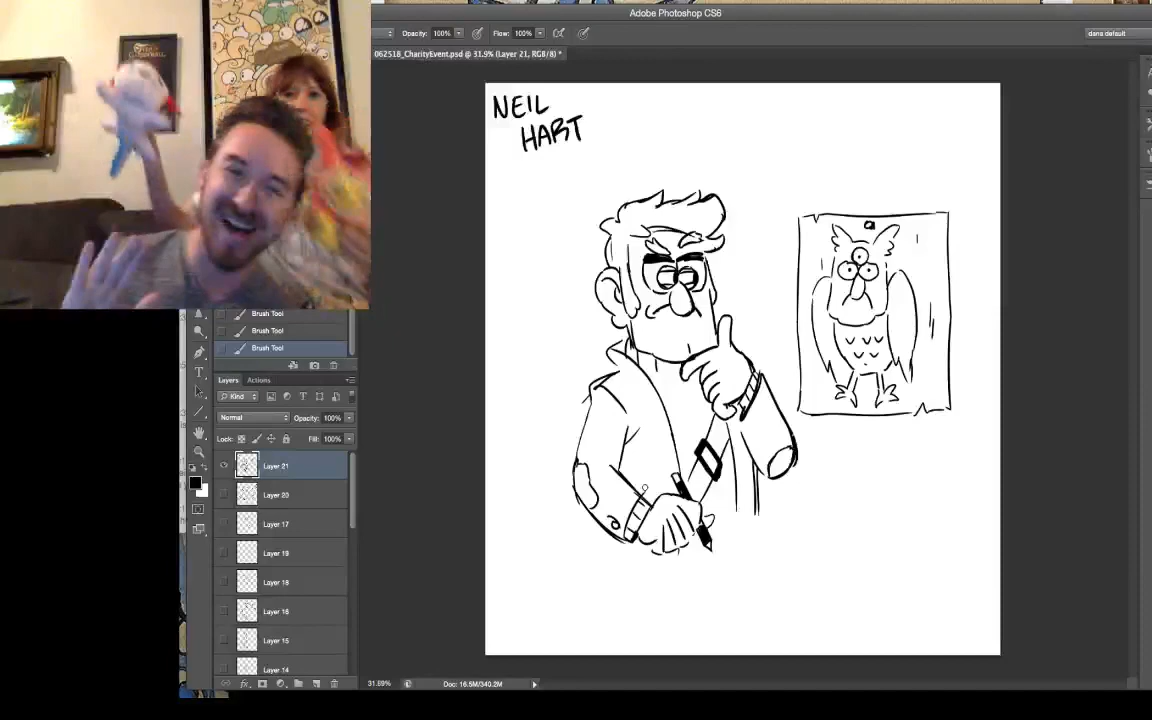 Adobe Photoshop CS6
Opacity: 100% Flow: 100% dana default
062518_CharityEvent.psd @ 31.9% (Layer 21, RGB/8) *
NEIL
HART
Brush Tool
Brush Tool
Brush Tool
Layers Actions
Kind
Normal Opacity: 100%
Lock: Fill: 100%
Layer 21
Layer 20
Layer 17
Layer 19
Layer 18
Layer 16
Layer 15
Layer 14
31.89% Doc: 16.5M/340.2M